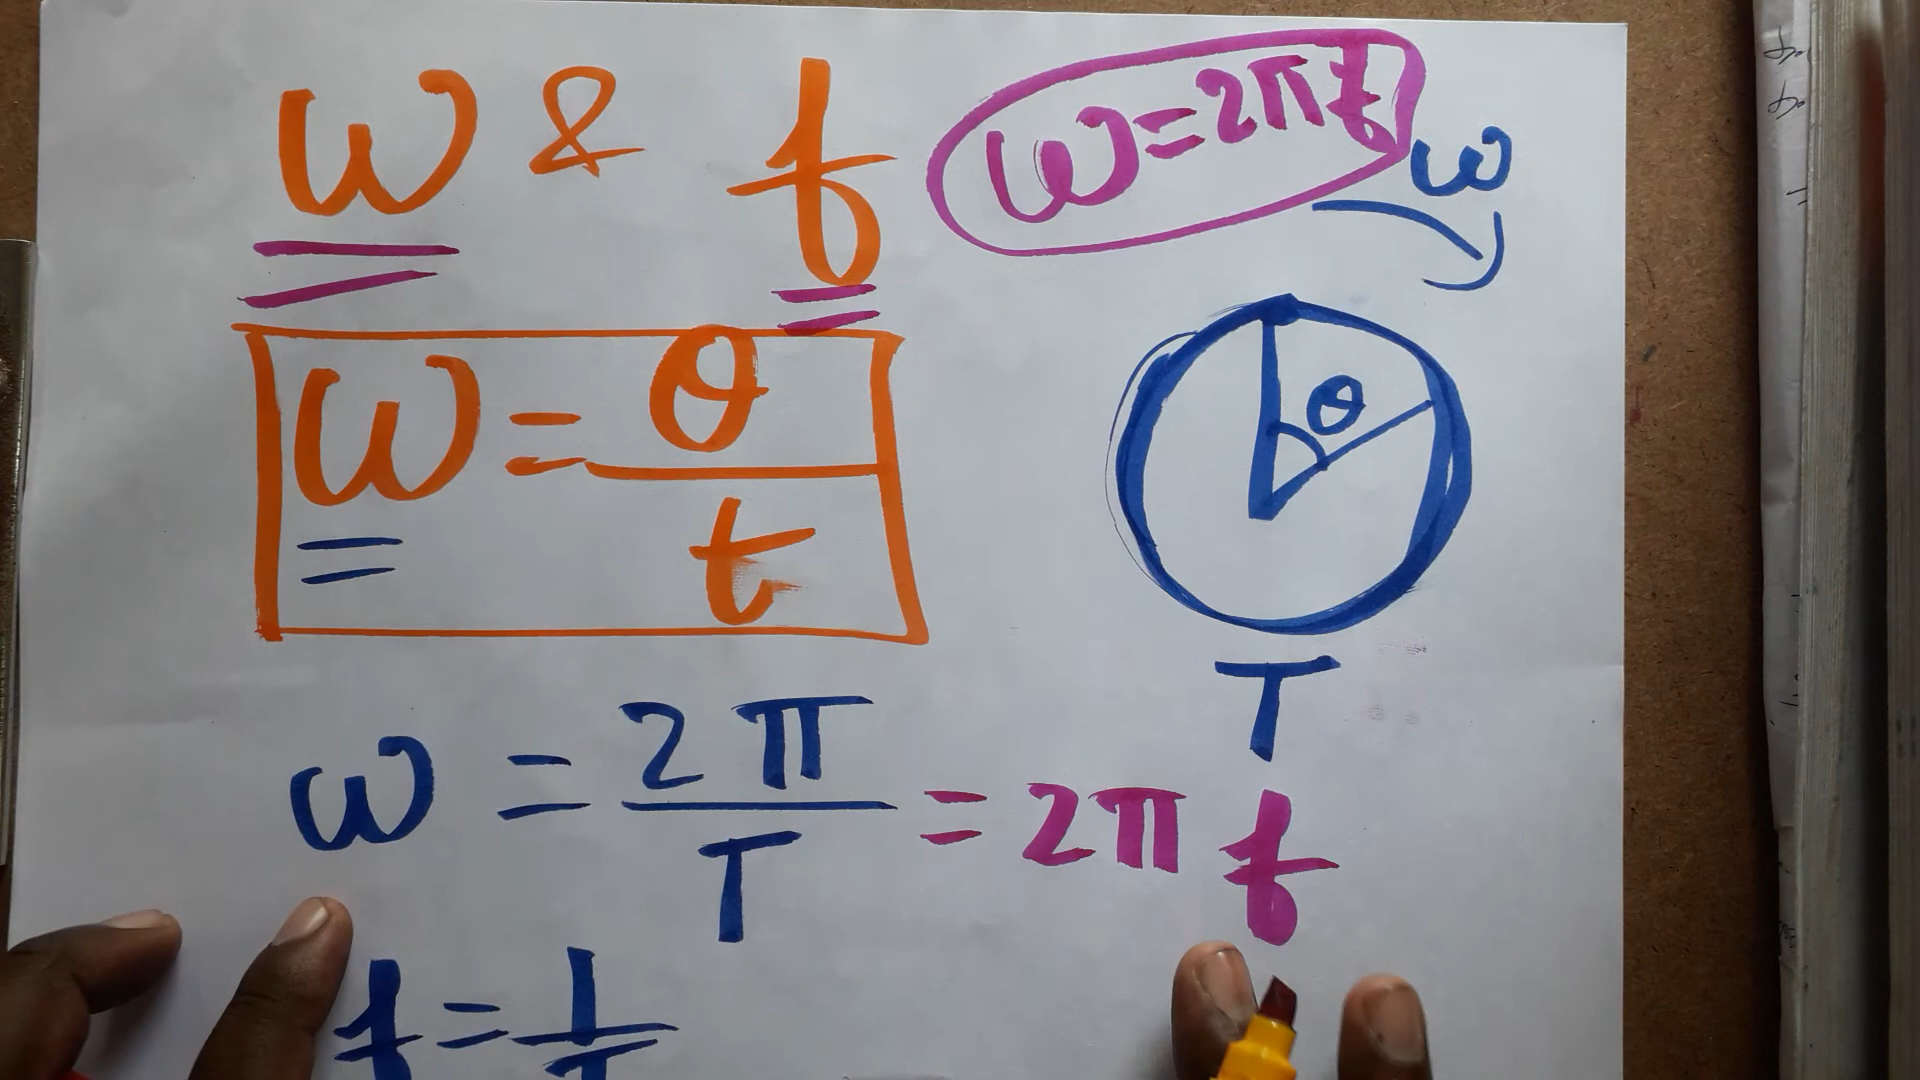 ω & f
ω = 2πf
ω
ω = θ/t
θ
T
ω = 2π/T = 2πf
f = 1/T